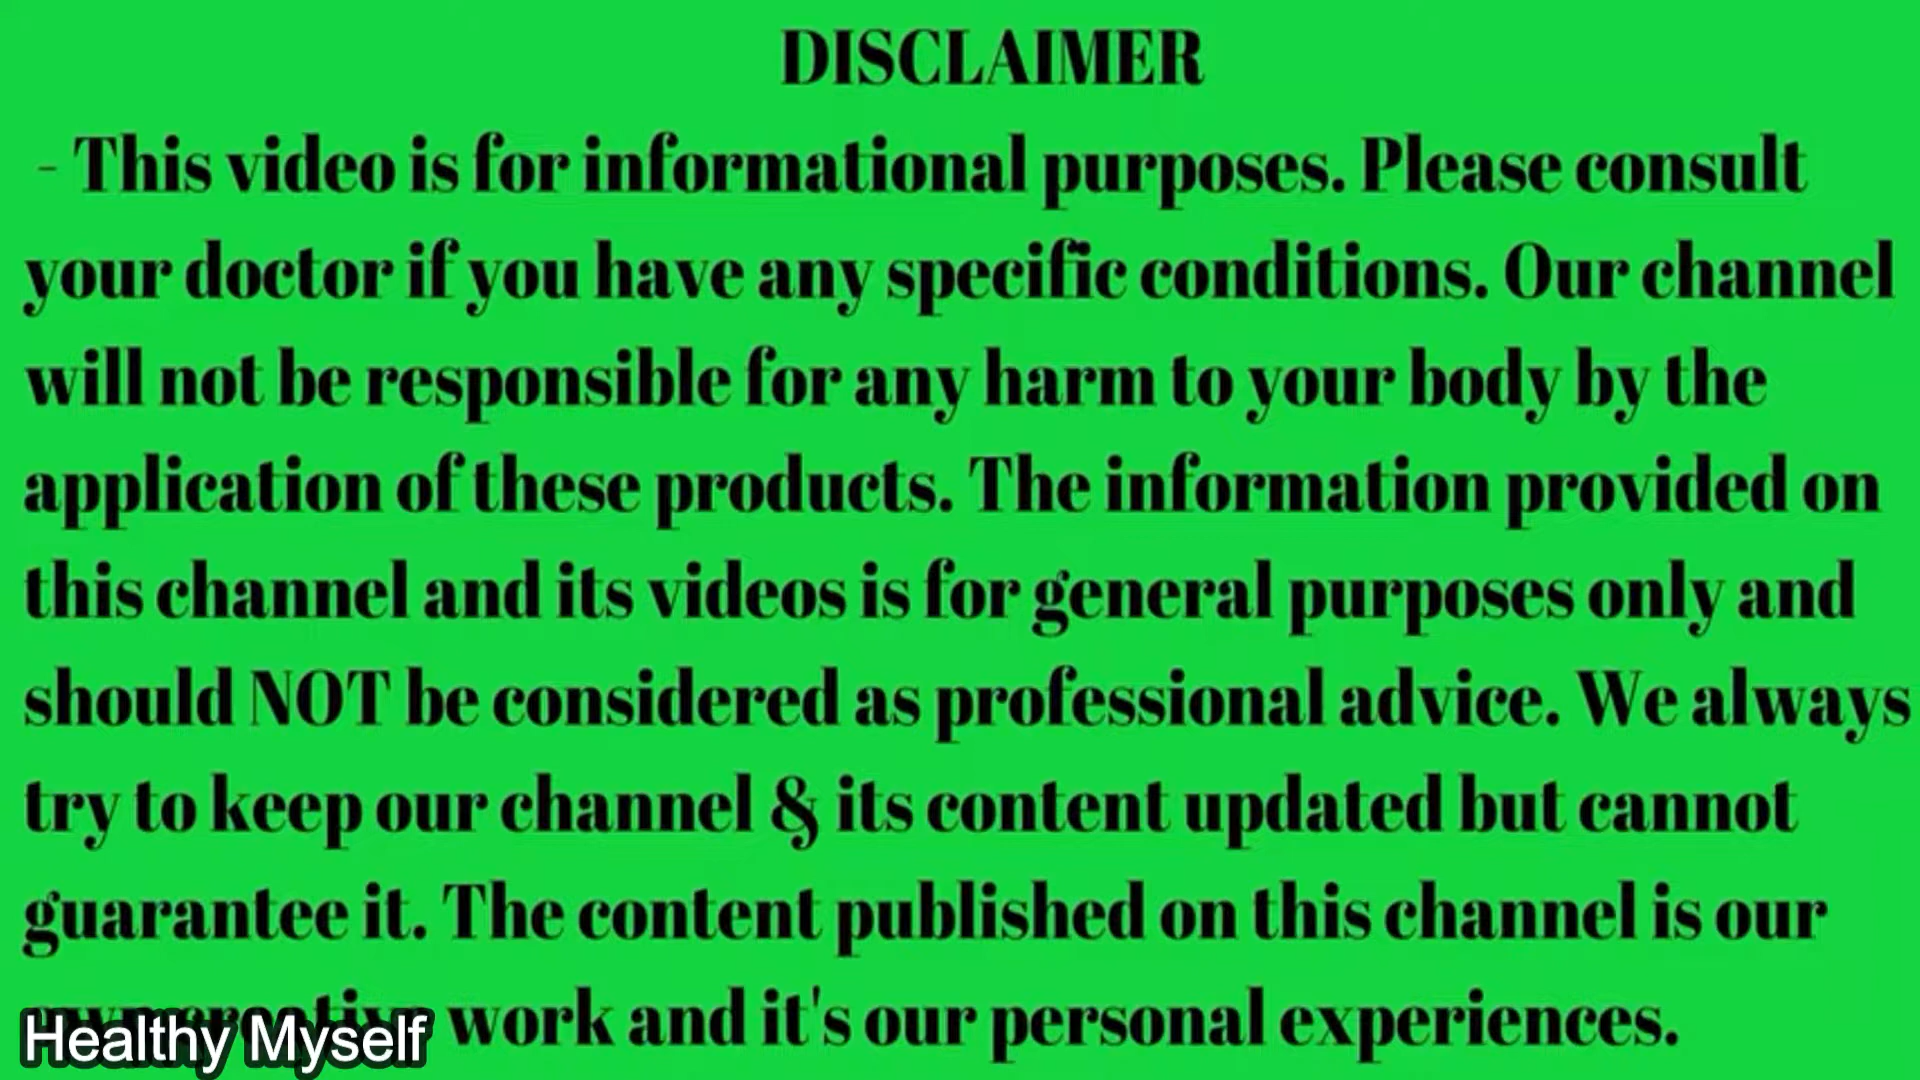 DISCLAIMER
- This video is for informational purposes. Please consult
your doctor if you have any specific conditions. Our channel
will not be responsible for any harm to your body by the
application of these products. The information provided on
this channel and its videos is for general purposes only and
should NOT be considered as professional advice. We always
try to keep our channel & its content updated but cannot
guarantee it. The content published on this channel is our
work and it's our personal experiences.
Healthy Myself